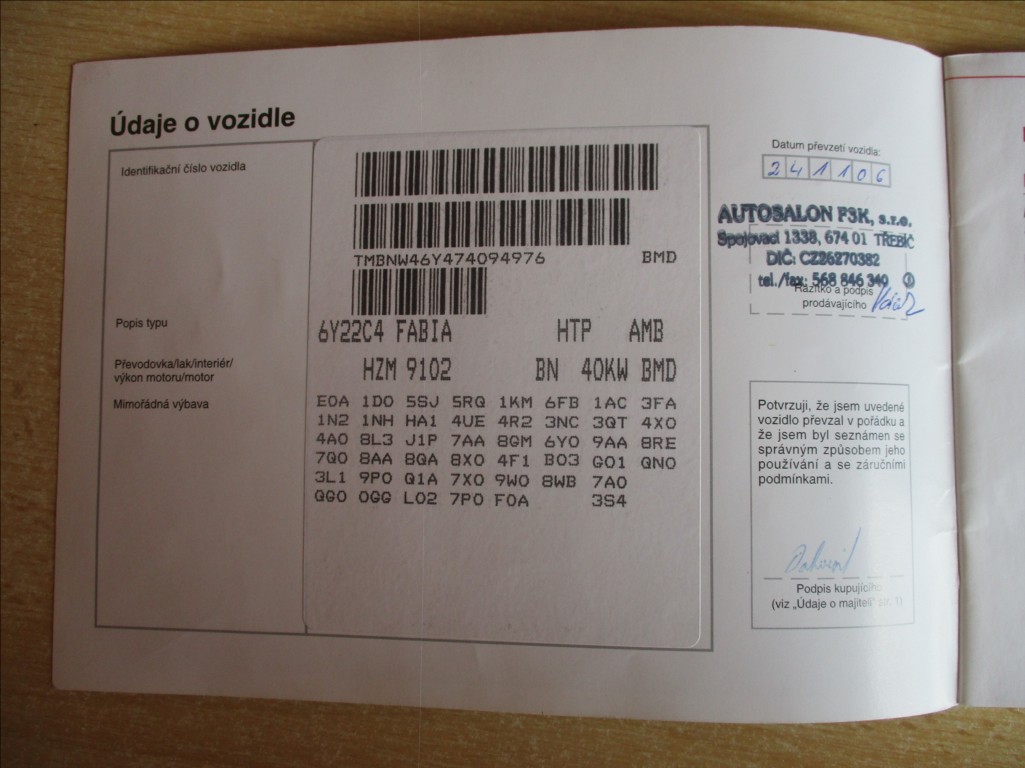 Údaje o vozidle
Identifikační číslo vozidla
TMBNW46Y474094976 BMD
Popis typu
6Y22C4 FABIA HTP AMB
Převodovka/lak/interiér/
výkon motoru/motor
HZM 9102 BN 40KW BMD
Mimořádná výbava
E0A 1D0 5SJ 5RQ 1KM 6FB 1AC 3FA
1N2 1NH HA1 4UE 4R2 3NC 3QT 4X0
4A0 8L3 J1P 7AA 8GM 6Y0 9AA 8RE
7Q0 8AA 8QA 8X0 4F1 B03 G01 QN0
3L1 9P0 Q1A 7X0 9W0 8WB 7A0
QG0 0GG L02 7P0 F0A 3S4
Datum převzetí vozidla:
241106
AUTOSALON F3K, s.r.o.
Spojovací 1338, 674 01 TŘEBÍČ
DIČ: CZ26270382
tel./fax: 568 846 340 1
Razítko a podpis
prodávajícího
Potvrzuji, že jsem uvedené
vozidlo převzal v pořádku a
že jsem byl seznámen se
správným způsobem jeho
používání a se záručními
podmínkami.
Podpis kupujícího
(viz „Údaje o majiteli" str. 1)